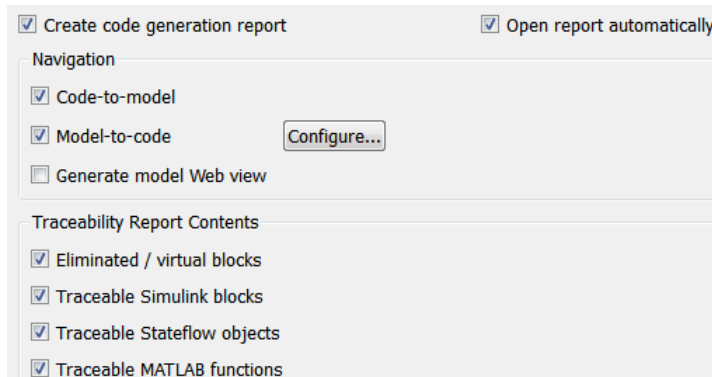 Create code generation report Open report automatically
Navigation
Code-to-model
Model-to-code Configure...
Generate model Web view
Traceability Report Contents
Eliminated / virtual blocks
Traceable Simulink blocks
Traceable Stateflow objects
Traceable MATLAB functions